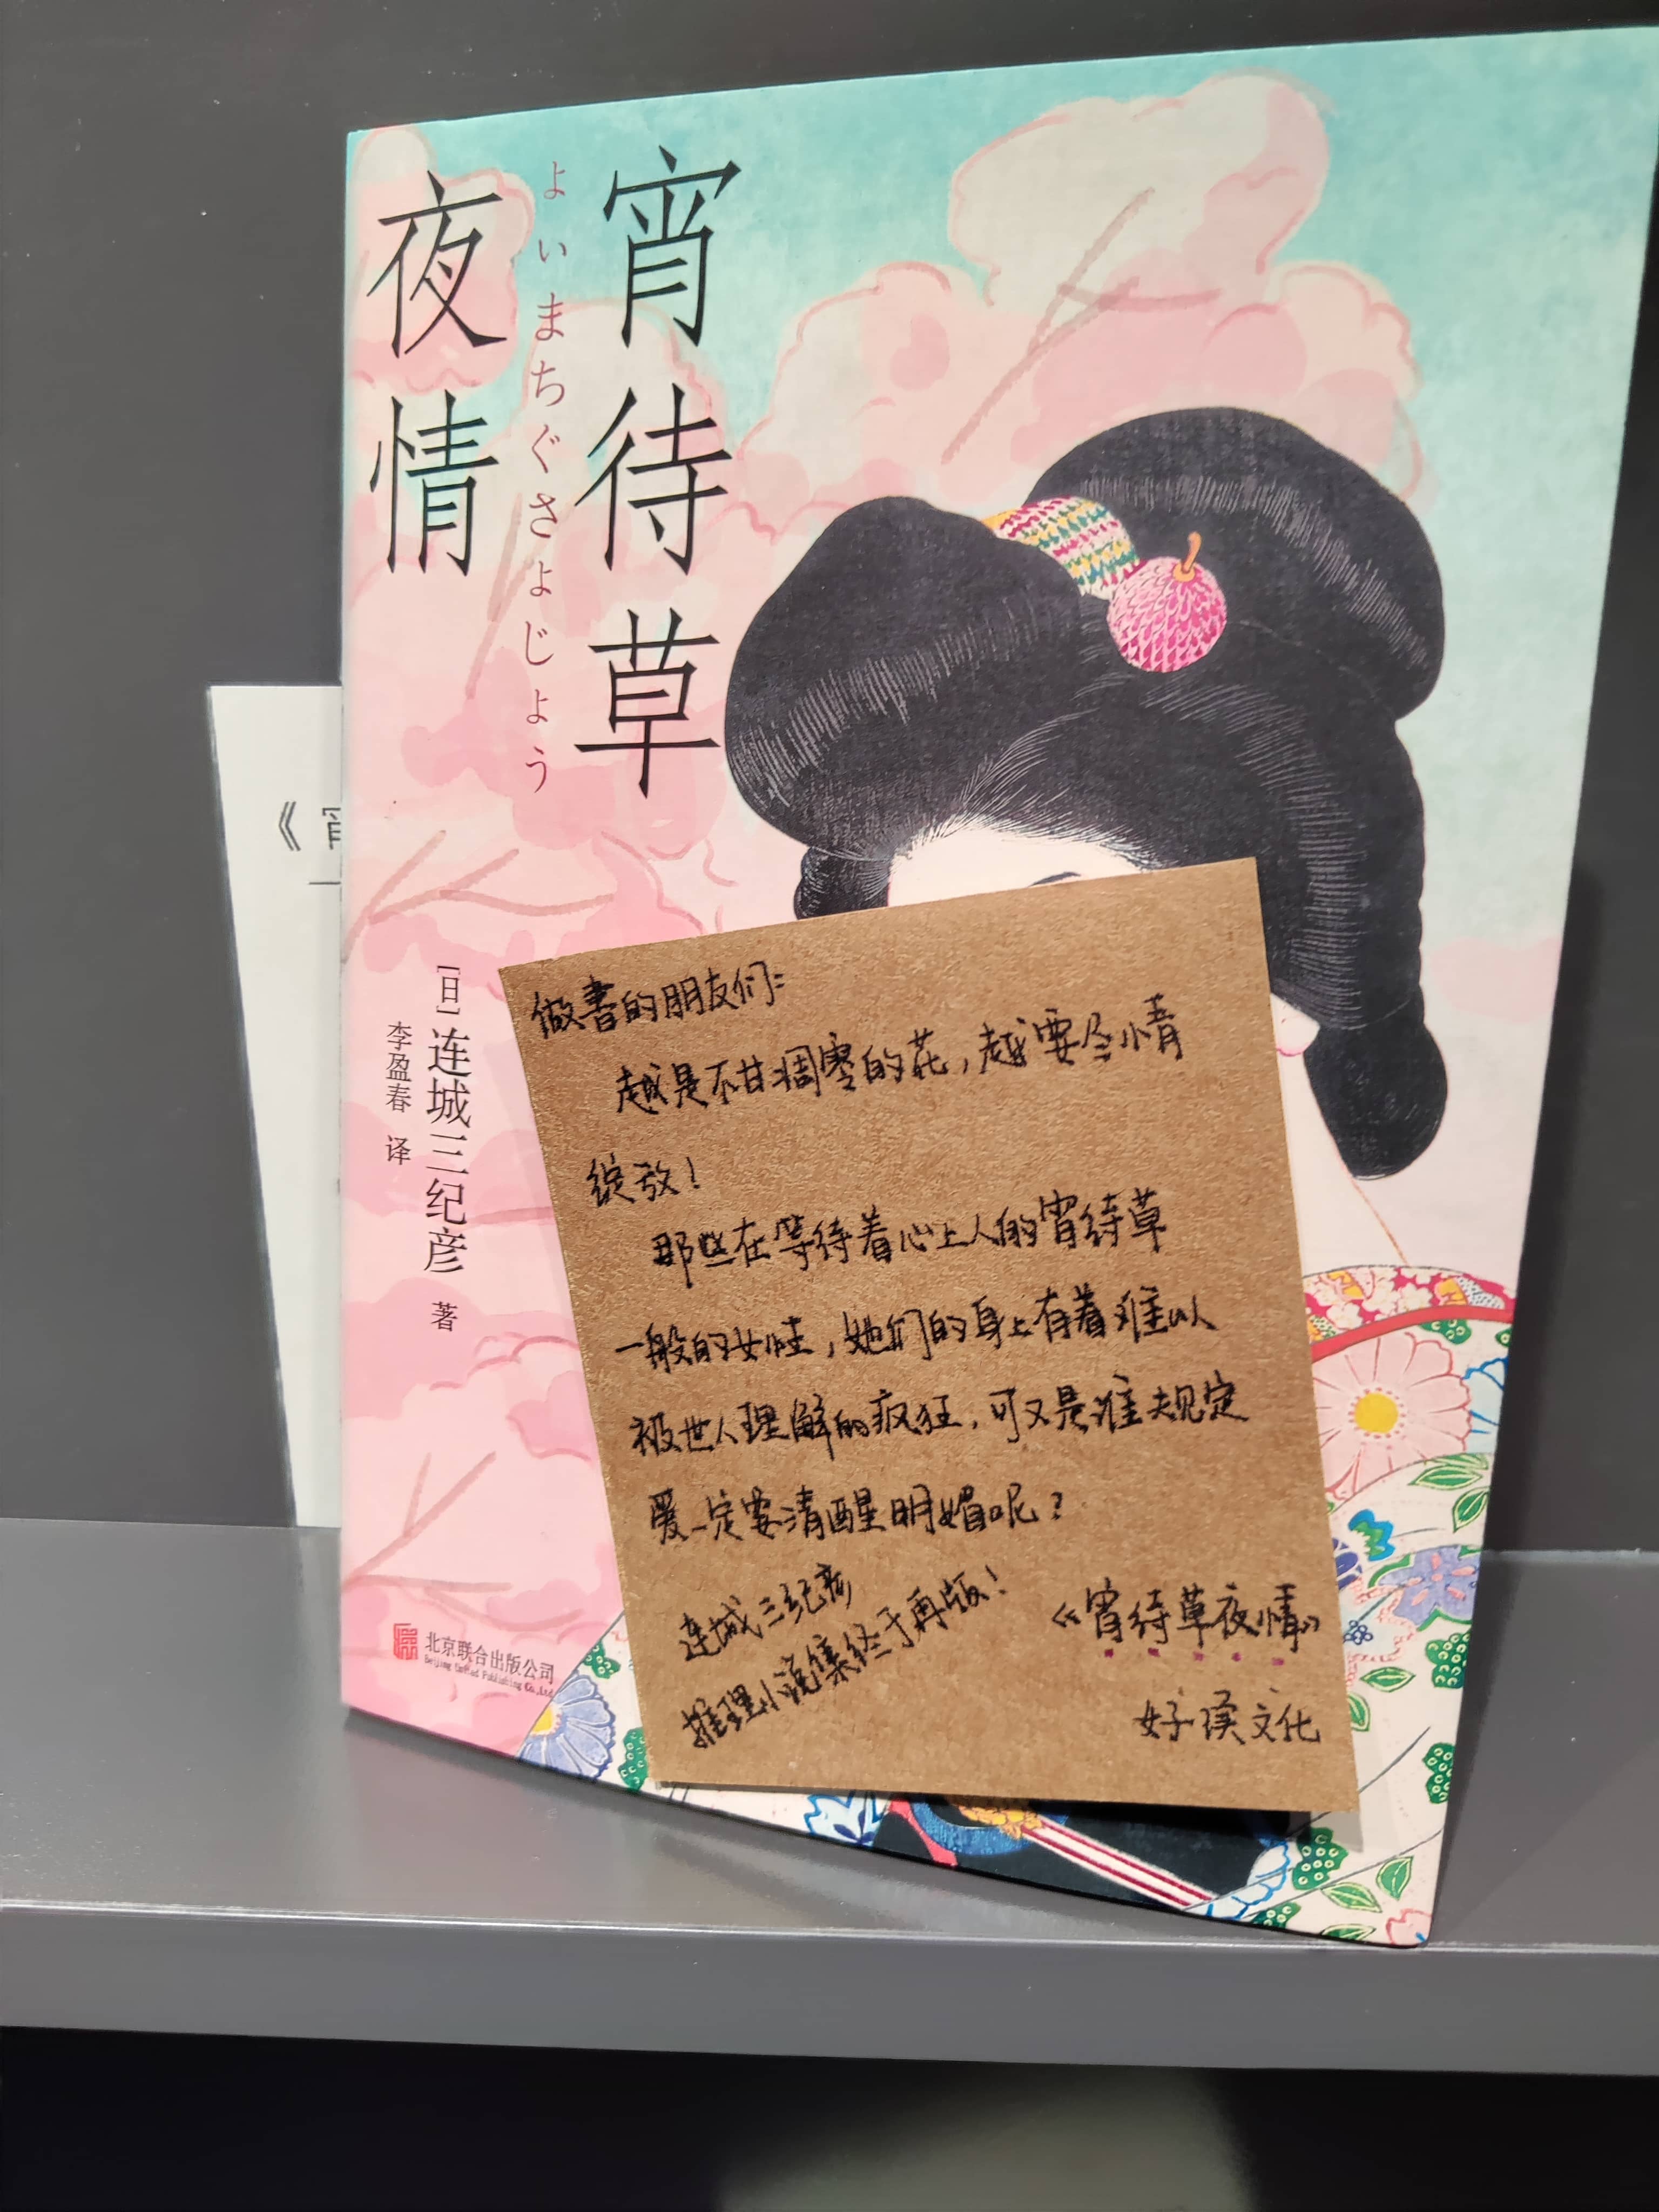 宵待草
よいまちぐさよじょう
夜情
[日] 连城三纪彦 著
李盈春 译
北京联合出版公司
Beijing United Publishing Co.,Ltd.
《宵
做書的朋友们:
越是不甘凋零的花,越要尽情
绽放!
那些在等待着心上人的宵待草
一般的女性,她们的身上有着难以
被世人理解的疯狂,可又是谁规定
爱一定要清醒明媚呢?
连城三纪彦
推理小说集终于再版!
《宵待草夜情》
好读文化